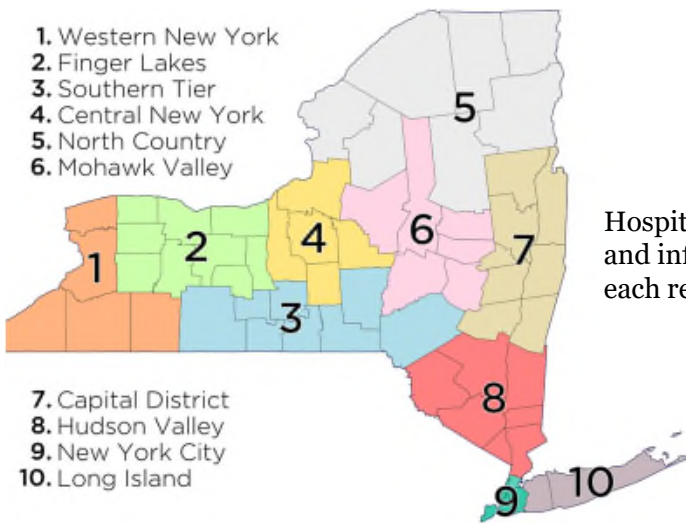 1. Western New York
2. Finger Lakes
3. Southern Tier
4. Central New York
5. North Country
6. Mohawk Valley
5
6
7
4
2
1
3
8
9
10
7. Capital District
8. Hudson Valley
9. New York City
10. Long Island
and
each